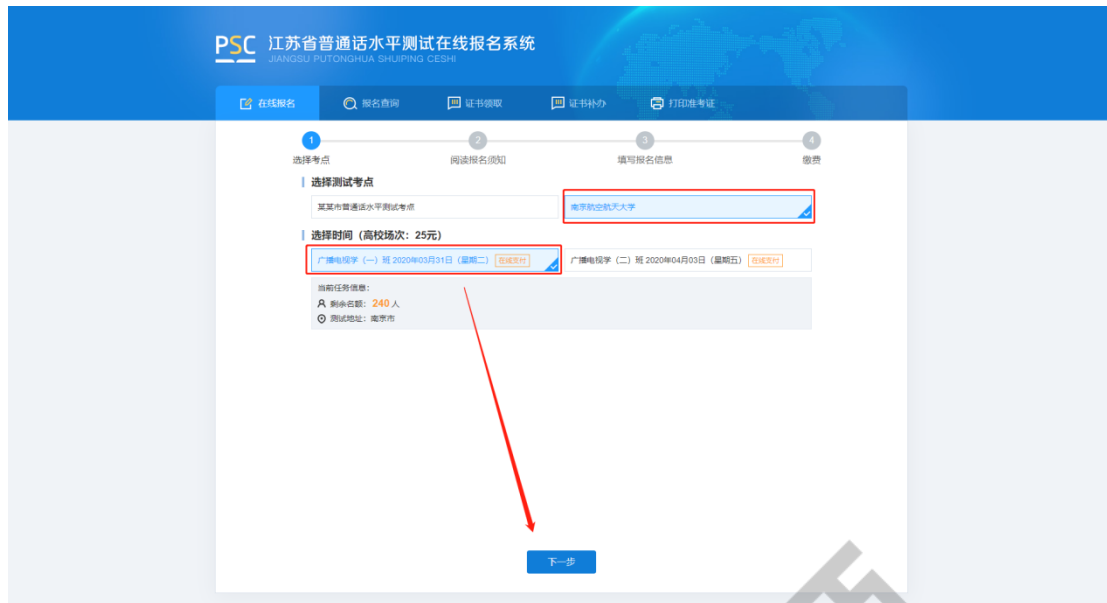 PSC 江苏省普通话水平测试在线报名系统
JIANGSU PUTONGHUA SHUIPING CESHI
在线报名 报名查询 证书领取 证书补办 打印准考证
1 2 3 4
选择考点 阅读报名须知 填写报名信息 缴费
选择测试考点
某某市普通话水平测试考点 南京航空航天大学
选择时间（高校场次：25元）
广播电视学（一）班 2020年03月31日（星期二） 在线支付 广播电视学（二）班 2020年04月03日（星期五） 在线支付
当前任务信息：
剩余名额：240 人
测试地址：南京市
下一步